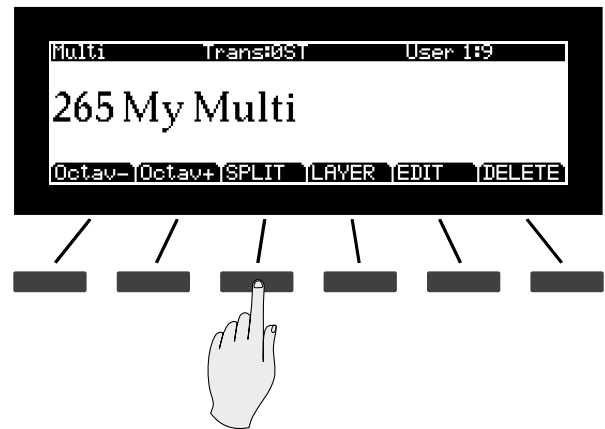 Multi Trans:0ST User 1:9
265 My Multi
Octav- Octav+ SPLIT LAYER EDIT DELETE